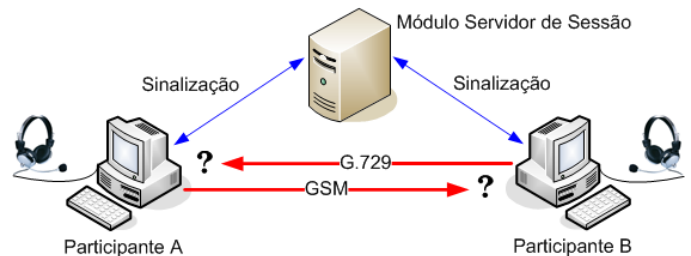 Módulo Servidor de Sessão
Sinalização
Sinalização
?
G.729
GSM
?
Participante A
Participante B